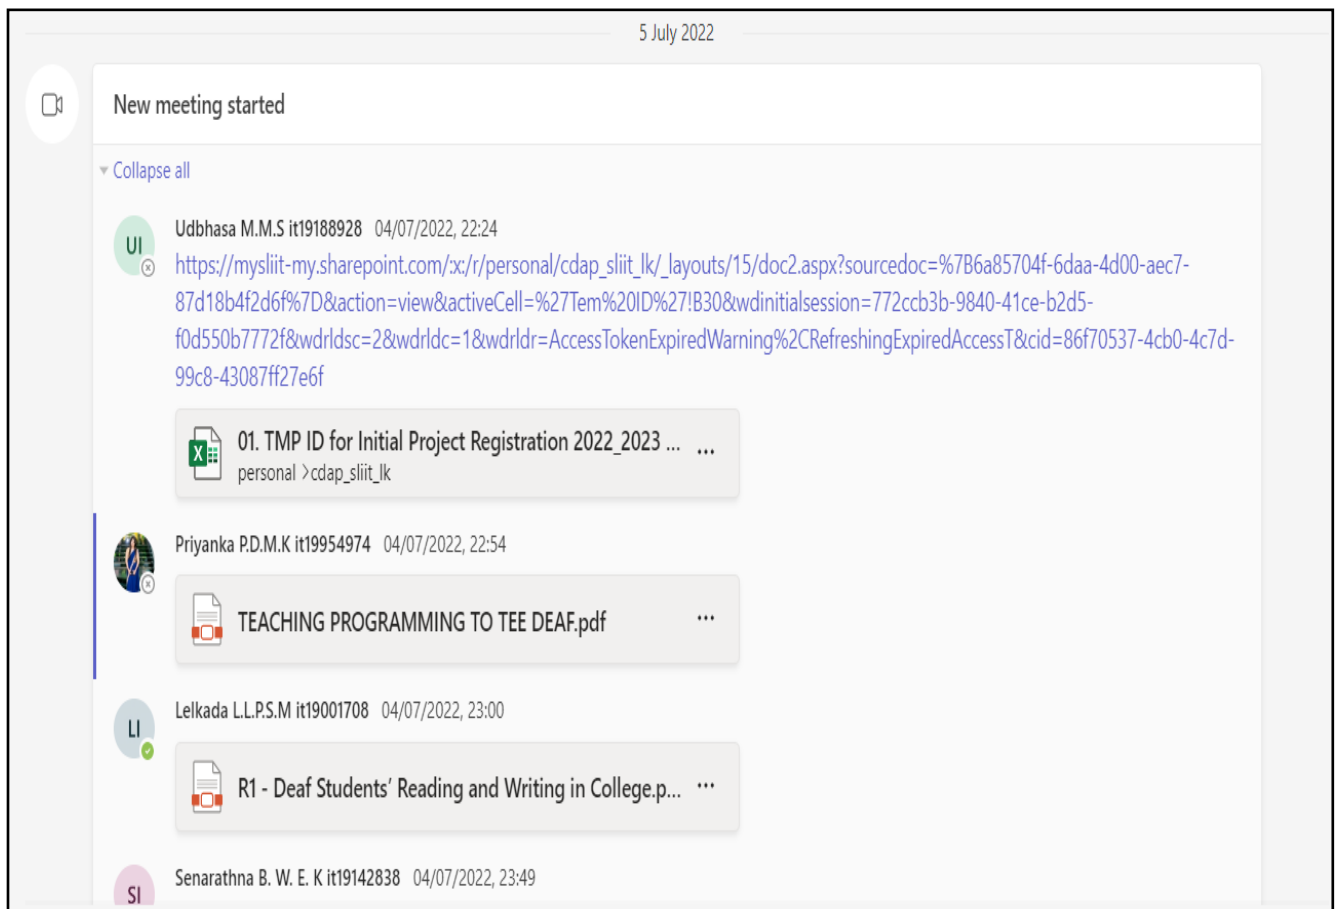 5 July 2022
New meeting started
Collapse all
UI
Udbhasa M.M.S it19188928 04/07/2022, 22:24
https://mysliit-my.sharepoint.com/:x:/r/personal/cdap_sliit_lk/_layouts/15/doc2.aspx?sourcedoc=%7B6a85704f-6daa-4d00-aec7-
87d18b4f2d6f%7D&action=view&activeCell=%27Tem%20ID%27!B30&wdinitialsession=772ccb3b-9840-41ce-b2d5-
f0d550b7772f&wdrldsc=2&wdrldc=1&wdrldr=AccessTokenExpiredWarning%2CRefreshingExpiredAccessT&cid=86f70537-4cb0-4c7d-
99c8-43087ff27e6f
01. TMP ID for Initial Project Registration 2022_2023 ...
personal >cdap_sliit_lk
Priyanka P.D.M.K it19954974 04/07/2022, 22:54
TEACHING PROGRAMMING TO TEE DEAF.pdf
LI
Lelkada L.L.P.S.M it19001708 04/07/2022, 23:00
R1 - Deaf Students' Reading and Writing in College.p...
SI
Senarathna B. W. E. K it19142838 04/07/2022, 23:49